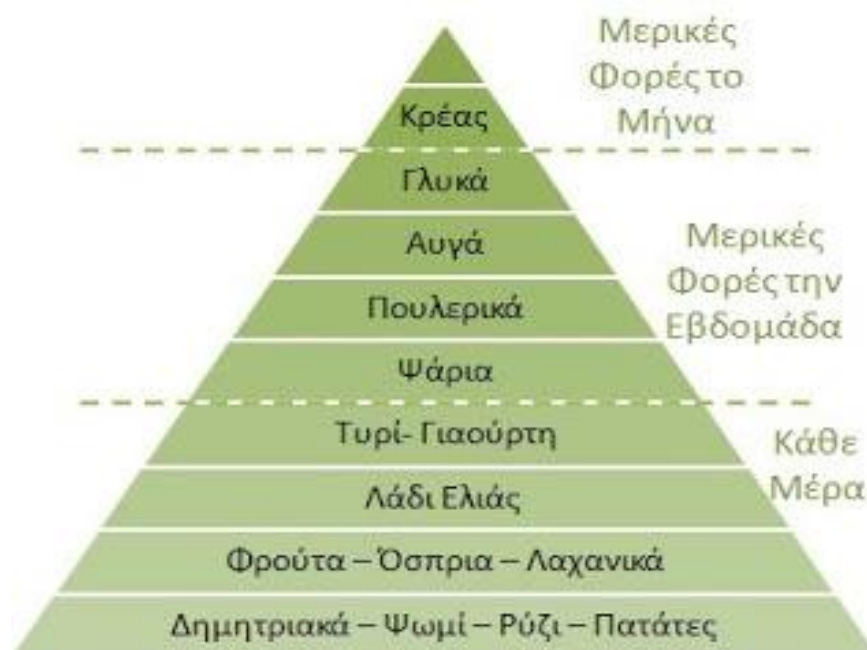 Μερικές
Φορές το
Μήνα
Κρέας
Γλυκά
Αυγά
Μερικές
Φορές την
Εβδομάδα
Πουλερικά
Ψάρια
Τυρί- Γιαούρτη
Κάθε
Μέρα
Λάδι Ελιάς
Φρούτα – Όσπρια – Λαχανικά
Δημητριακά – Ψωμί – Ρύζι – Πατάτες